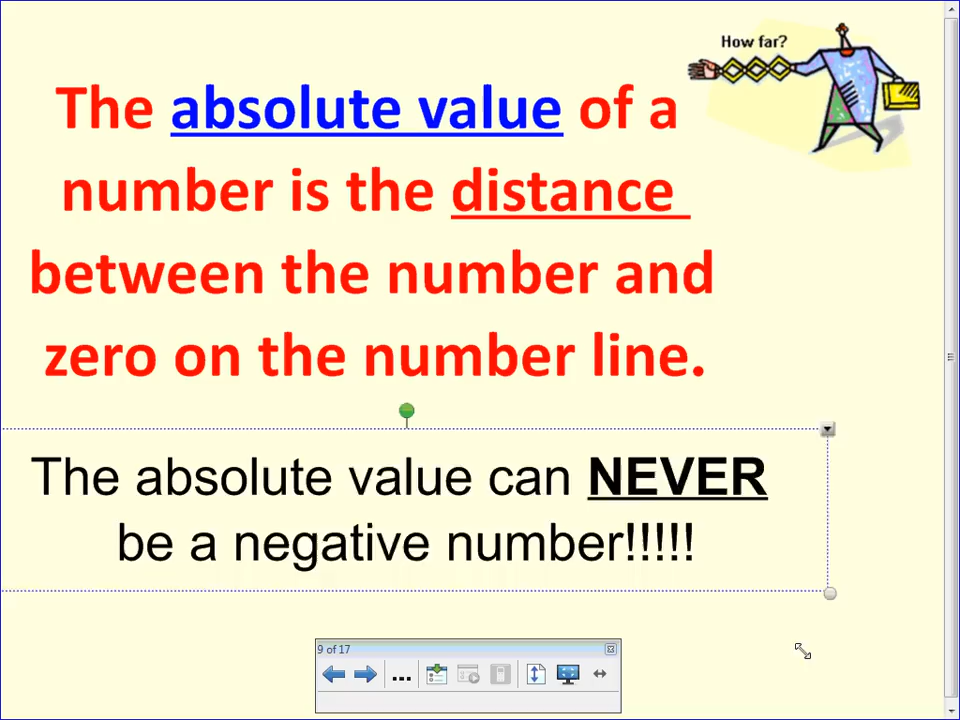 How far?
The absolute value of a
number is the distance
between the number and
zero on the number line.
The absolute value can NEVER
be a negative number!!!!!
9 of 17
...